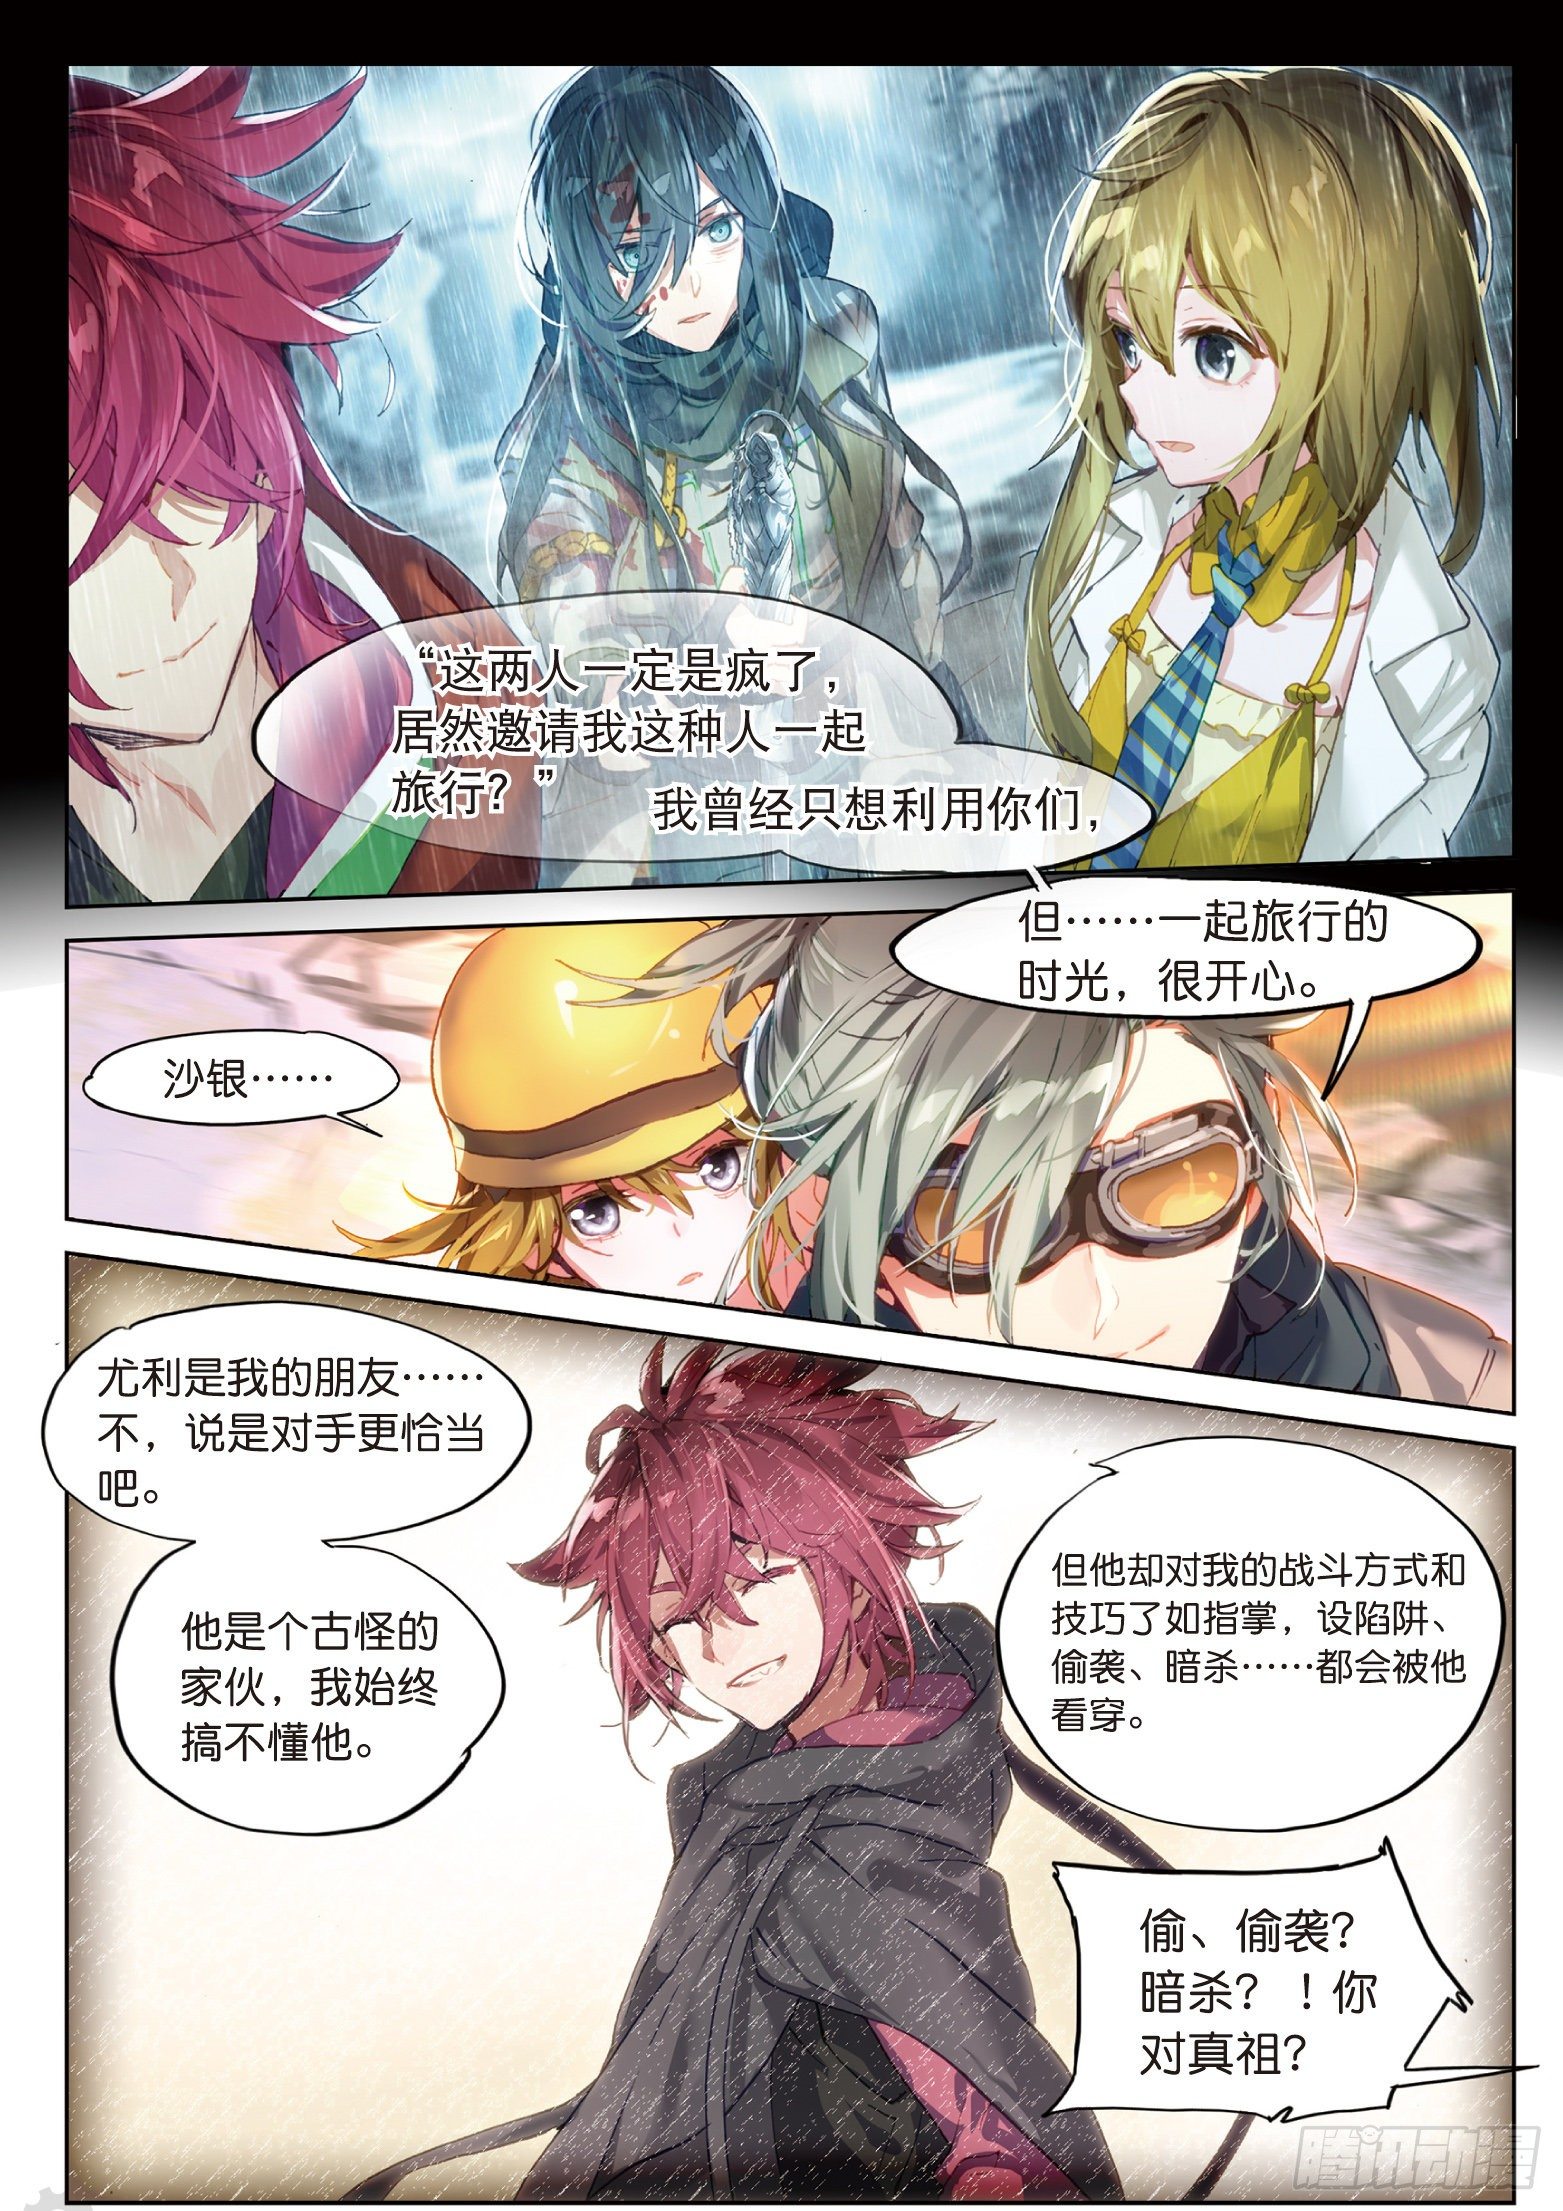 “这两人一定是疯了，
居然邀请我这种人一起
旅行？”
我曾经只想利用你们，
但……一起旅行的
时光，很开心。
沙银……
尤利是我的朋友……
不，说是对手更恰当
吧。
他是个古怪的
家伙，我始终
搞不懂他。
但他却对我的战斗方式和
技巧了如指掌，设陷阱、
偷袭、暗杀……都会被他
看穿。
偷、偷袭？
暗杀？！你
对真祖？
腾讯动漫